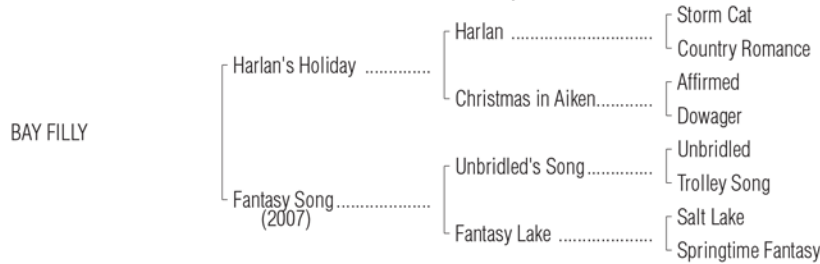 Storm Cat
Harlan ......................
Country Romance
Harlan's Holiday ..............
Affirmed
Christmas in Aiken............
Dowager
BAY FILLY
Unbridled
Unbridled's Song.............
Trolley Song
Fantasy Song...................
(2007)
Salt Lake
Fantasy Lake ..................
Springtime Fantasy